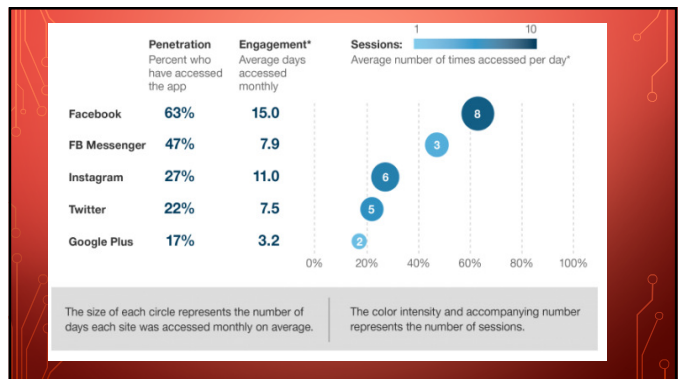 1 10
Penetration Engagement* Sessions:
Percent who Average days Average number of times accessed per day*
have accessed accessed
the app monthly
Facebook 63% 15.0 8
FB Messenger 47% 7.9 3
Instagram 27% 11.0 6
Twitter 22% 7.5 5
Google Plus 17% 3.2 2
0% 20% 40% 60% 80% 100%
The size of each circle represents the number of
days each site was accessed monthly on average.
The color intensity and accompanying number
represents the number of sessions.